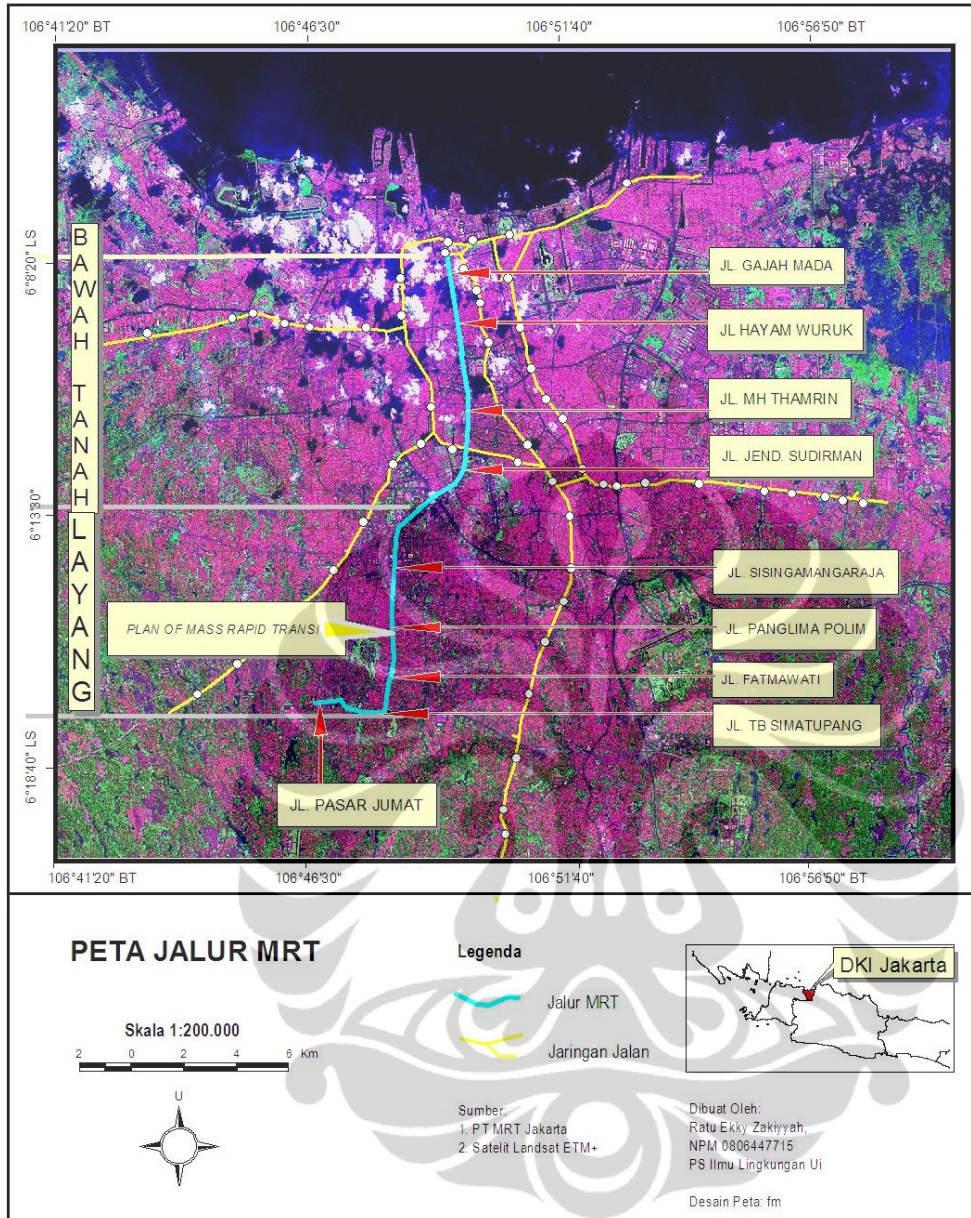 106°41'20" BT 106°46'30" 106°51'40" 106°56'50" BT
6°8'20" LS
6°13'30"
6°18'40" LS
BAWAH TANAH
LAYANG
JL. GAJAH MADA
JL HAYAM WURUK
JL. MH THAMRIN
JL. JEND. SUDIRMAN
JL. SISINGAMANGARAJA
PLAN OF MASS RAPID TRANSI
JL. PANGLIMA POLIM
JL. FATMAWATI
JL. TB SIMATUPANG
JL. PASAR JUMAT
106°41'20" BT 106°46'30" 106°51'40" 106°56'50" BT
PETA JALUR MRT
Skala 1:200.000
2 0 2 4 6 Km
U
Legenda
Jalur MRT
Jaringan Jalan
Sumber:
1. PT MRT Jakarta
2. Satelit Landsat ETM+
DKI Jakarta
Dibuat Oleh:
Ratu Ekky Zakiyyah,
NPM 0806447715
PS Ilmu Lingkungan Ui
Desain Peta: fm